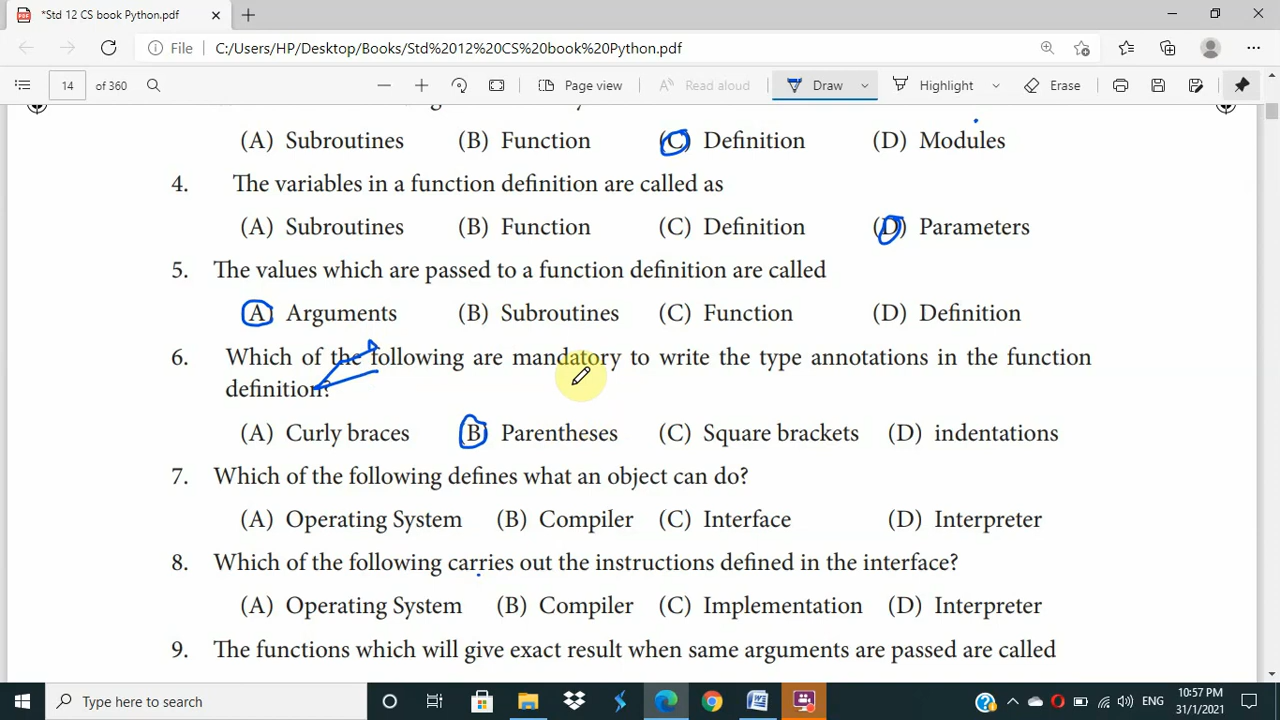 *Std 12 CS book Python.pdf
File C:/Users/HP/Desktop/Books/Std%2012%20CS%20book%20Python.pdf
14 of 360 Page view Read aloud Draw Highlight Erase
(A) Subroutines (B) Function (C) Definition (D) Modules
4. The variables in a function definition are called as
(A) Subroutines (B) Function (C) Definition (D) Parameters
5. The values which are passed to a function definition are called
(A) Arguments (B) Subroutines (C) Function (D) Definition
6. Which of the following are mandatory to write the type annotations in the function
definition?
(A) Curly braces (B) Parentheses (C) Square brackets (D) indentations
7. Which of the following defines what an object can do?
(A) Operating System (B) Compiler (C) Interface (D) Interpreter
8. Which of the following carries out the instructions defined in the interface?
(A) Operating System (B) Compiler (C) Implementation (D) Interpreter
9. The functions which will give exact result when same arguments are passed are called
Type here to search
ENG
10:57 PM
31/1/2021